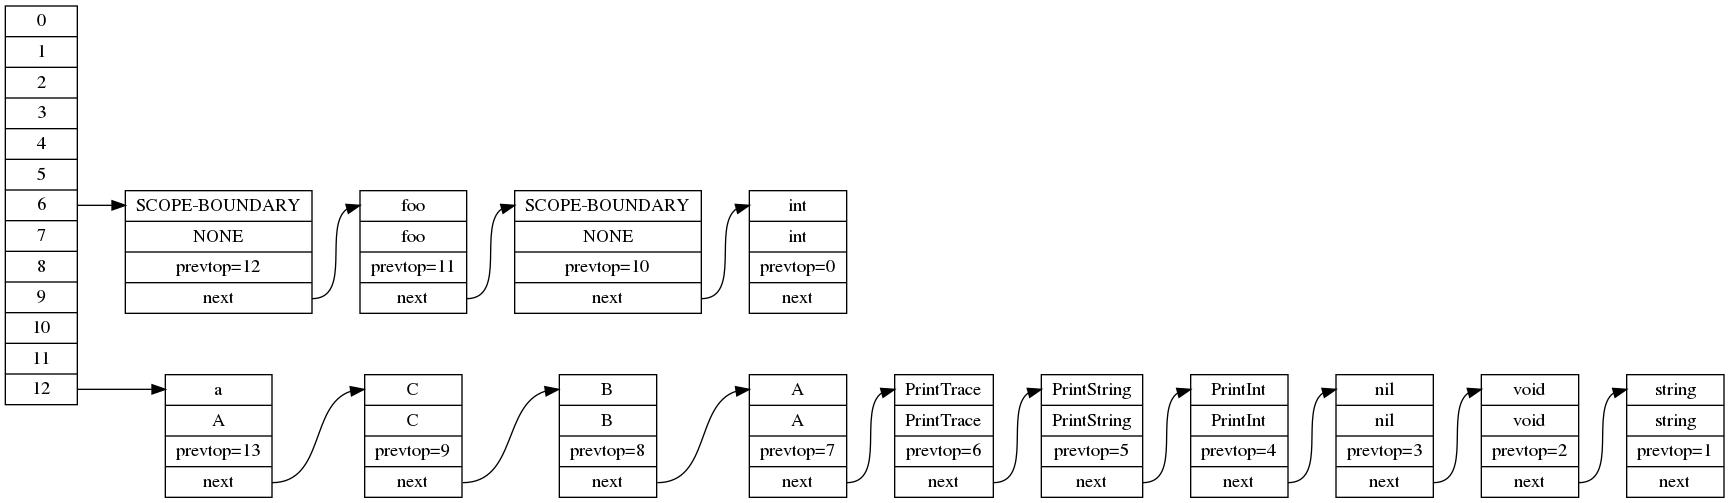 0
1
2
3
4
5
6
7
8
9
10
11
12
SCOPE-BOUNDARY
NONE
prevtop=12
next
foo
foo
prevtop=11
next
SCOPE-BOUNDARY
NONE
prevtop=10
next
int
int
prevtop=0
next
a
A
prevtop=13
next
C
C
prevtop=9
next
B
B
prevtop=8
next
A
A
prevtop=7
next
PrintTrace
PrintTrace
prevtop=6
next
PrintString
PrintString
prevtop=5
next
PrintInt
PrintInt
prevtop=4
next
nil
nil
prevtop=3
next
void
void
prevtop=2
next
string
string
prevtop=1
next